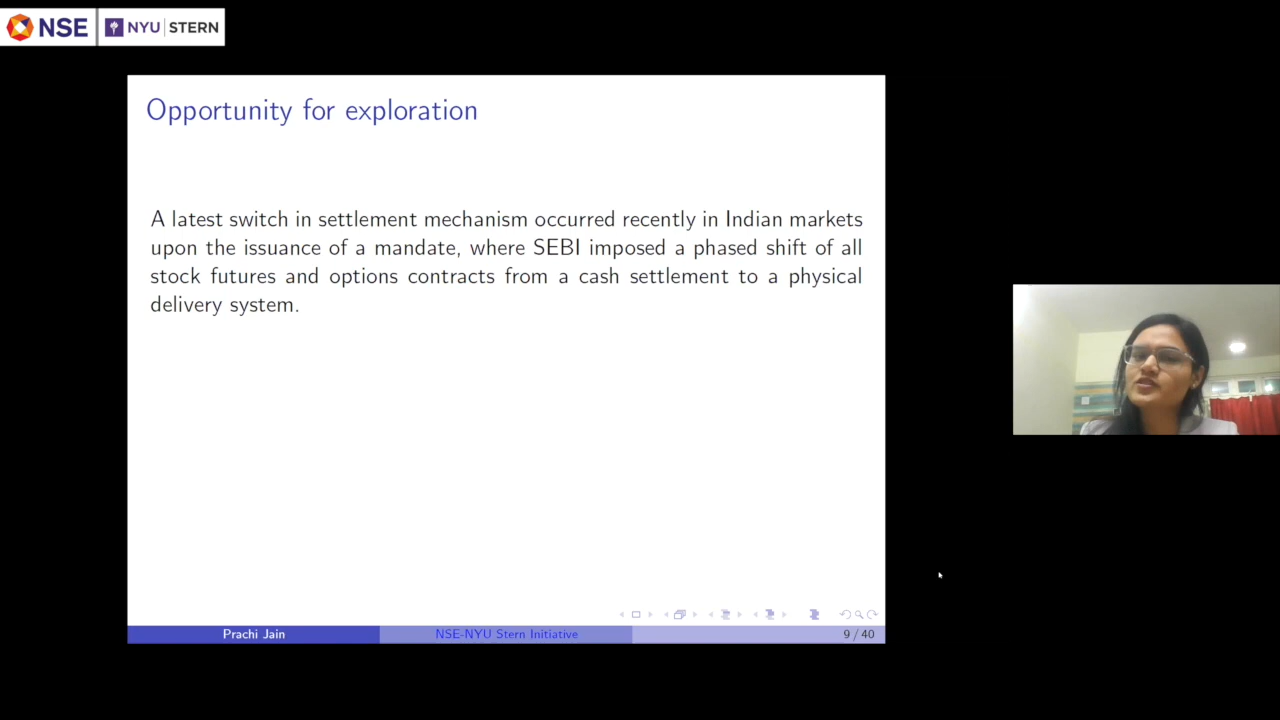 NSE NYU STERN
Opportunity for exploration
A latest switch in settlement mechanism occurred recently in Indian markets
upon the issuance of a mandate, where SEBI imposed a phased shift of all
stock futures and options contracts from a cash settlement to a physical
delivery system.
Prachi Jain NSE-NYU Stern Initiative 9 / 40